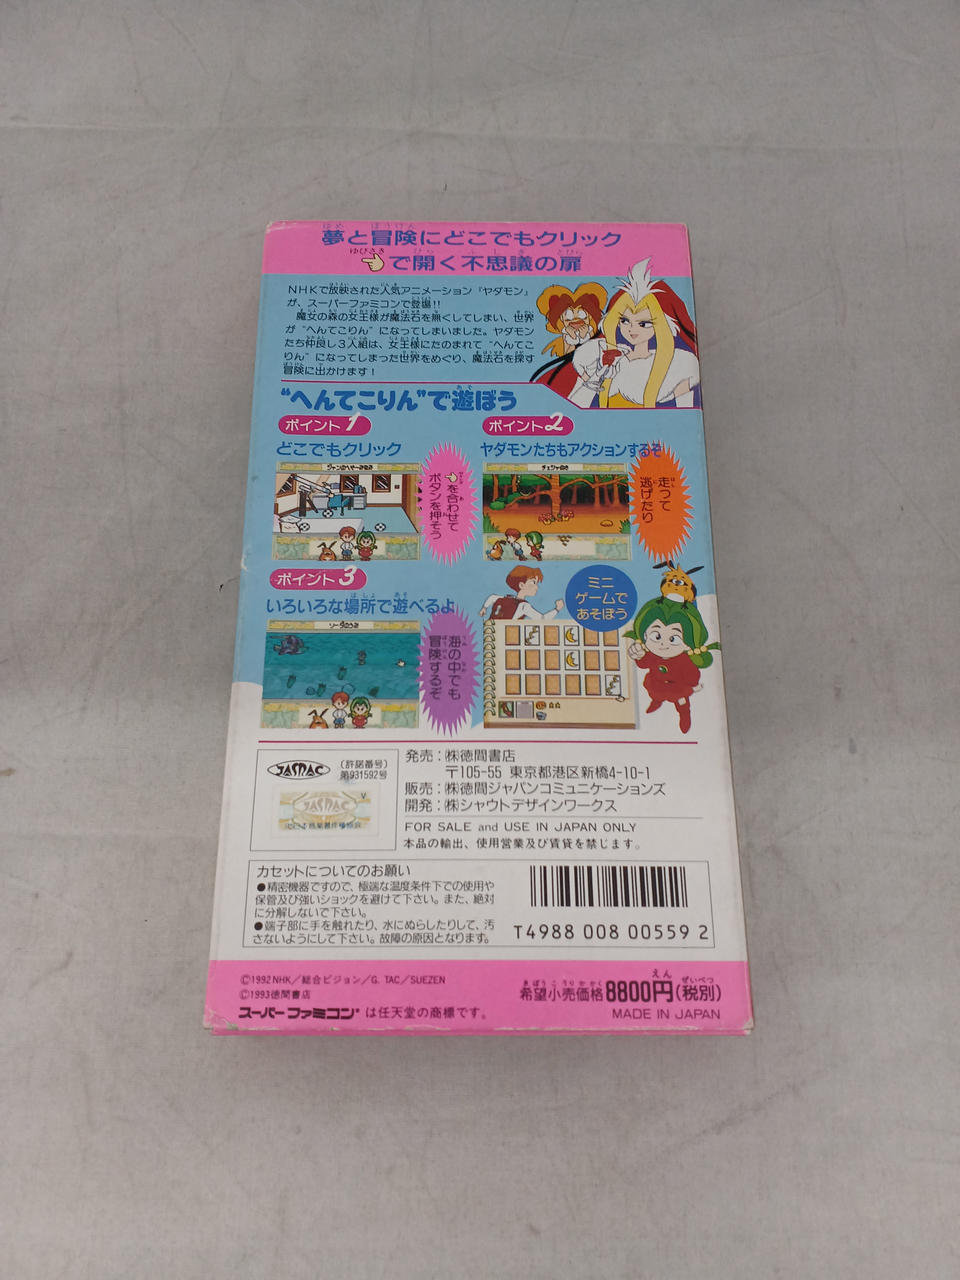 夢と冒険にどこでもクリック
で開く不思議の扉
NHKで放映された人気アニメーション『ヤダモン』
が、スーパーファミコンで登場!!
魔女の森の女王様が魔法石を無くしてしまい、世界
が“へんてこりん”になってしまいました。ヤダモン
たち仲良し3人組は、女王様にたのまれて“へんてこ
りん”になってしまった世界をめぐり、魔法石を探す
冒険に出かけます!
“へんてこりん”で遊ぼう
ポイント1
どこでもクリック
を合わせて
ボタンを押そう
ポイント2
ヤダモンたちもアクションするぞ
走って
逃げたり
ポイント3
いろいろな場所で遊べるよ
海の中でも
冒険するぞ
ミニ
ゲームで
あそぼう
JASRAC
(許諾番号)
第931592号
JASRAC
発売:㈱徳間書店
〒105-55 東京都港区新橋4-10-1
販売:㈱徳間ジャパンコミュニケーションズ
開発:㈱シャウトデザインワークス
FOR SALE and USE IN JAPAN ONLY
本品の輸出、使用営業及び賃貸を禁じます。
カセットについてのお願い
●精密機器ですので、極端な温度条件下での使用や
保管及び強いショックを避けて下さい。また、絶対
に分解しないで下さい。
●端子部に手を触れたり、水にぬらしたりして、汚
さないようにして下さい。故障の原因となります。
T4988 008 00559 2
©1992 NHK/総合ビジョン/G. TAC/SUEZEN
©1993徳間書店
スーパーファミコン®は任天堂の商標です。
希望小売価格8800円(税別)
MADE IN JAPAN